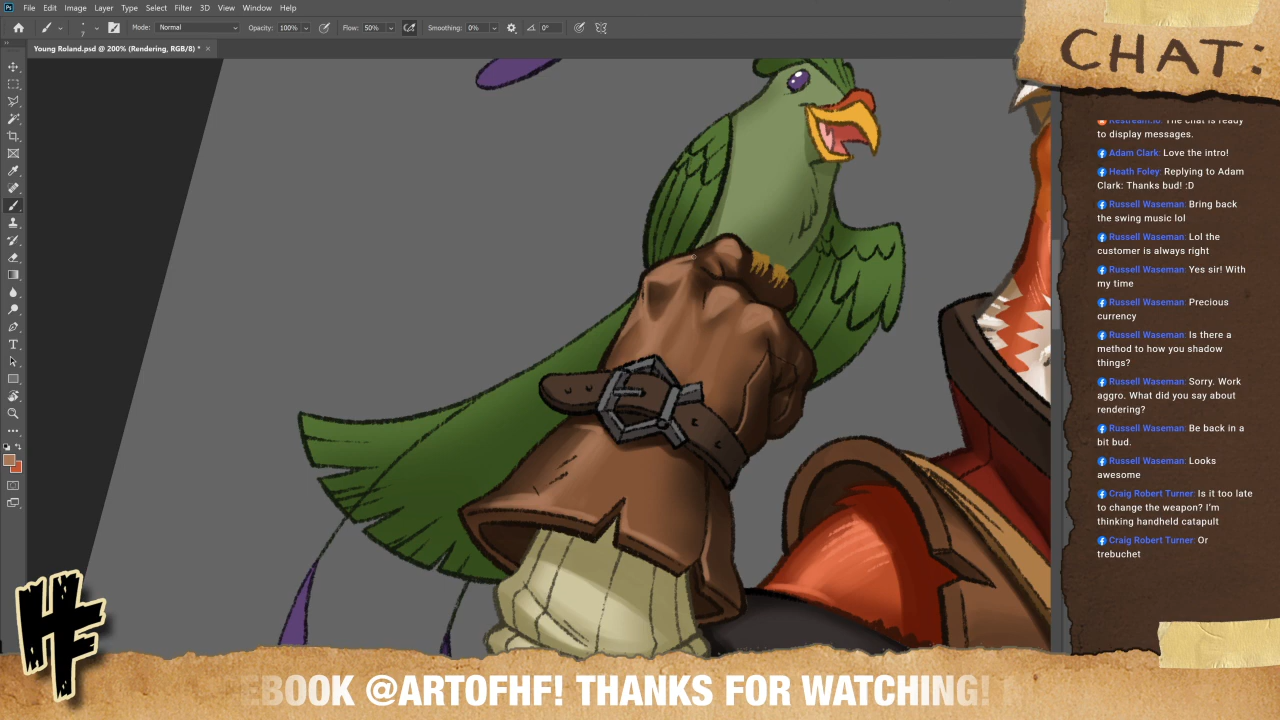 File Edit Image Layer Type Select Filter 3D View Window Help
Mode: Normal Opacity: 100% Flow: 50% Smoothing: 0% 0°
Young Roland.psd @ 200% (Rendering, RGB/8) *
CHAT:
Restream.io: The chat is ready
to display messages.
Adam Clark: Love the intro!
Heath Foley: Replying to Adam
Clark: Thanks bud! :D
Russell Waseman: Bring back
the swing music lol
Russell Waseman: Lol the
customer is always right
Russell Waseman: Yes sir! With
my time
Russell Waseman: Precious
currency
Russell Waseman: Is there a
method to how you shadow
things?
Russell Waseman: Sorry. Work
aggro. What did you say about
rendering?
Russell Waseman: Be back in a
bit bud.
Russell Waseman: Looks
awesome
Craig Robert Turner: Is it too late
to change the weapon? I'm
thinking handheld catapult
Craig Robert Turner: Or
trebuchet
HF
EBOOK @ARTOFHF! THANKS FOR WATCHING!